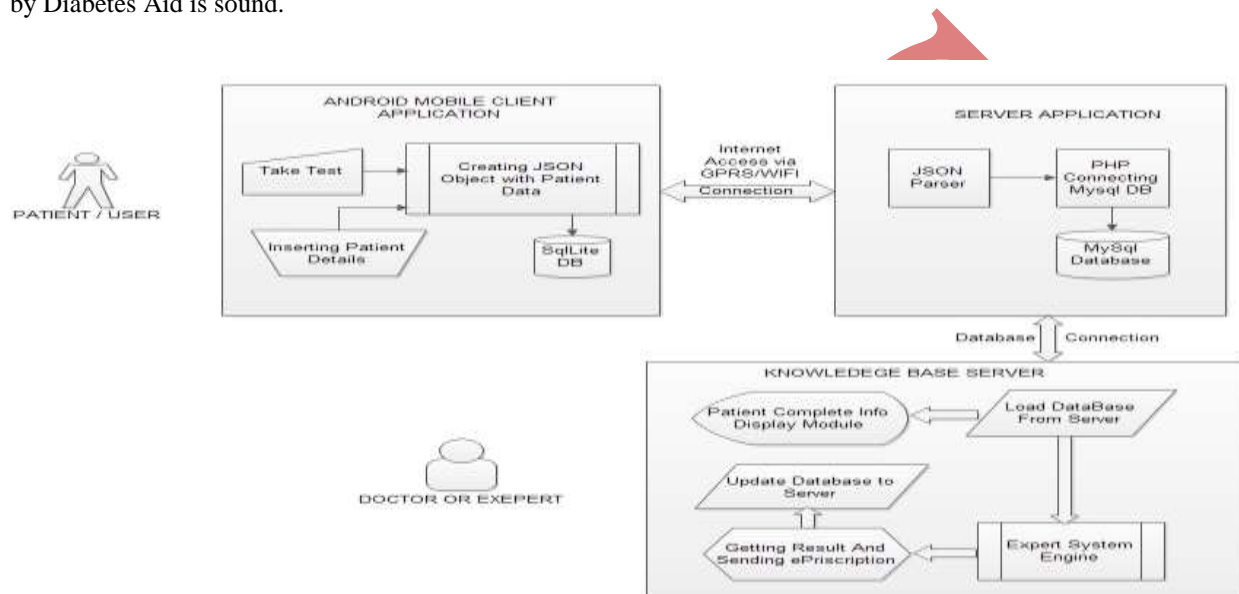 by Diabetes Aid is sound.
ANDROID MOBILE CLIENT
APPLICATION
Take Test
Creating JSON
Object with Patient
Data
Inserting Patient
Details
SqlLite
DB
PATIENT / USER
Internet
Access via
GPRS/WIFI
Connection
SERVER APPLICATION
JSON
Parser
PHP
Connecting
Mysql DB
MySql
Database
Database Connection
KNOWLEDEGE BASE SERVER
Patient Complete Info
Display Module
Load DataBase
From Server
Update Database to
Server
Getting Result And
Sending ePriscription
Expert System
Engine
DOCTOR OR EXEPERT